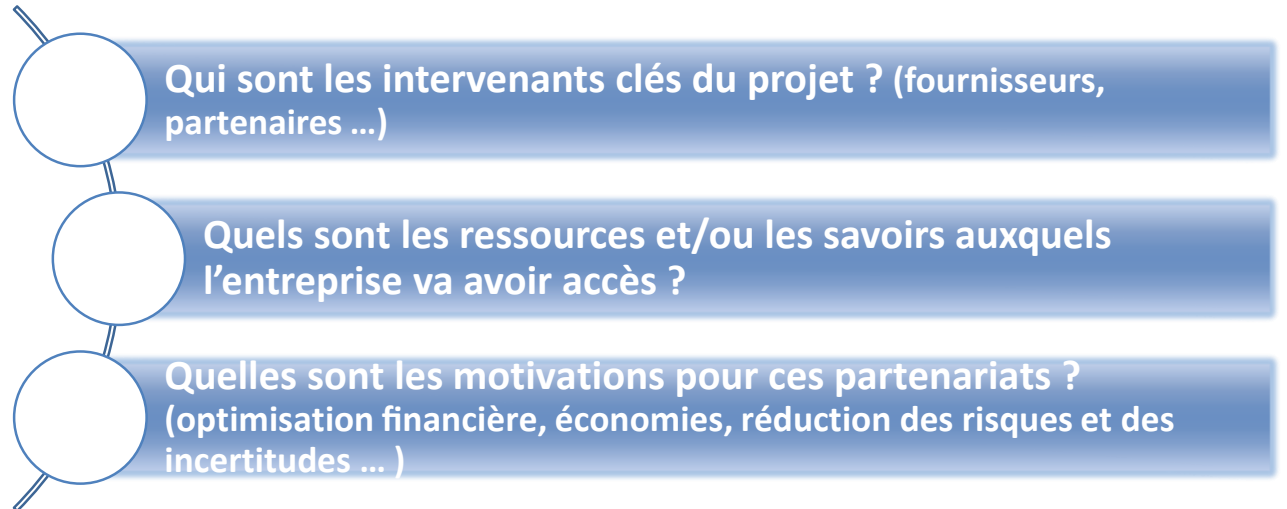 Qui sont les intervenants clés du projet ? (fournisseurs,
partenaires …)
Quels sont les ressources et/ou les savoirs auxquels
l’entreprise va avoir accès ?
Quelles sont les motivations pour ces partenariats ?
(optimisation financière, économies, réduction des risques et des
incertitudes … )